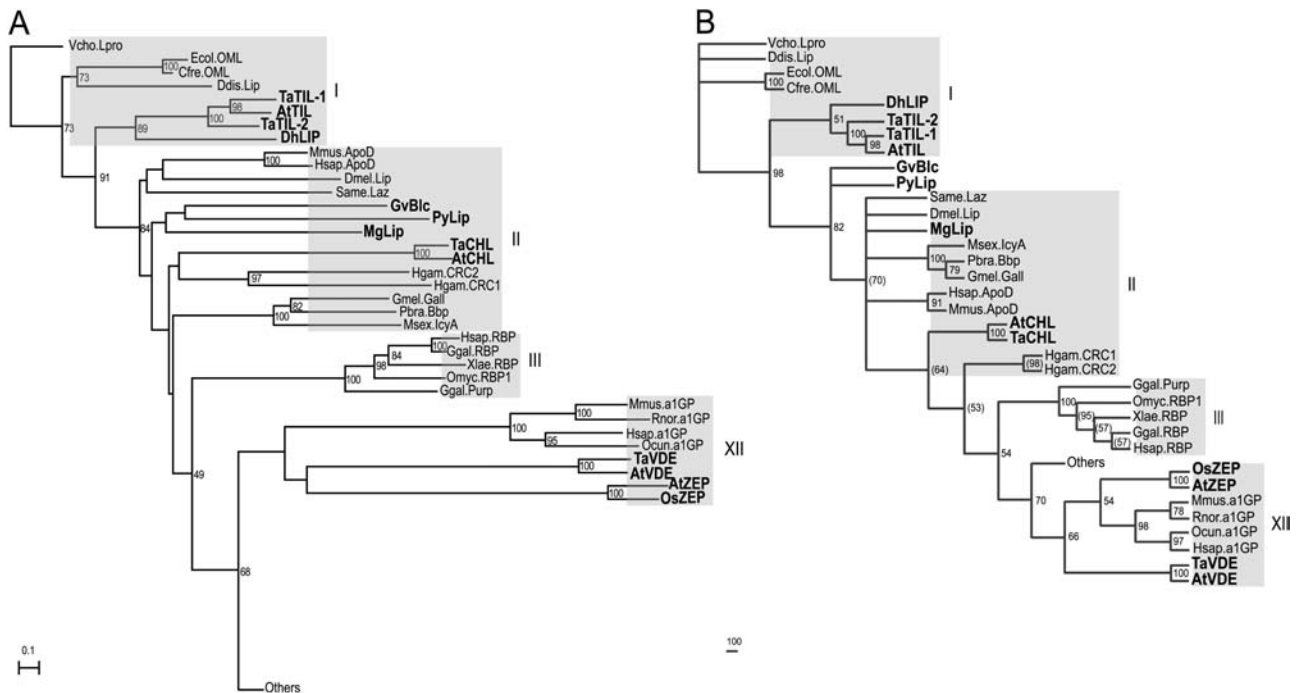 A
Vcho.Lpro
Ecol.OML
100
Cfre.OML
73
Ddis.Lip
I
TaTIL-1
98
AtTIL
100
TaTIL-2
73
89
DhLIP
Mmus.ApoD
100
Hsap.ApoD
91
Dmel.Lip
Same.Laz
GvBlc
PyLip
84
MgLip
II
TaCHL
100
AtCHL
Hgam.CRC2
97
Hgam.CRC1
Gmel.Gall
82
Pbra.Bbp
100
Msex.IcyA
Hsap.RBP
100
Ggal.RBP
84
III
98
Xlae.RBP
100
Omyc.RBP1
Ggal.Purp
Mmus.a1GP
100
Rnor.a1GP
100
Hsap.a1GP
95
Ocun.a1GP
XII
TaVDE
100
AtVDE
49
AtZEP
100
OsZEP
68
0.1
Others
B
Vcho.Lpro
Ddis.Lip
Ecol.OML
100
Cfre.OML
I
DhLIP
51
TaTIL-2
100
TaTIL-1
98
AtTIL
GvBlc
98
PyLip
Same.Laz
82
Dmel.Lip
MgLip
Msex.IcyA
100
Pbra.Bbp
79
Gmel.Gall
(70)
II
Hsap.ApoD
91
Mmus.ApoD
AtCHL
100
TaCHL
Hgam.CRC1
(98)
Hgam.CRC2
(64)
Ggal.Purp
100
Omyc.RBP1
(53)
(95)
Xlae.RBP
III
(57)
Ggal.RBP
(57)
Hsap.RBP
54
Others
OsZEP
100
AtZEP
70
54
Mmus.a1GP
78
Rnor.a1GP
98
XII
66
Ocun.a1GP
97
Hsap.a1GP
TaVDE
100
AtVDE
100